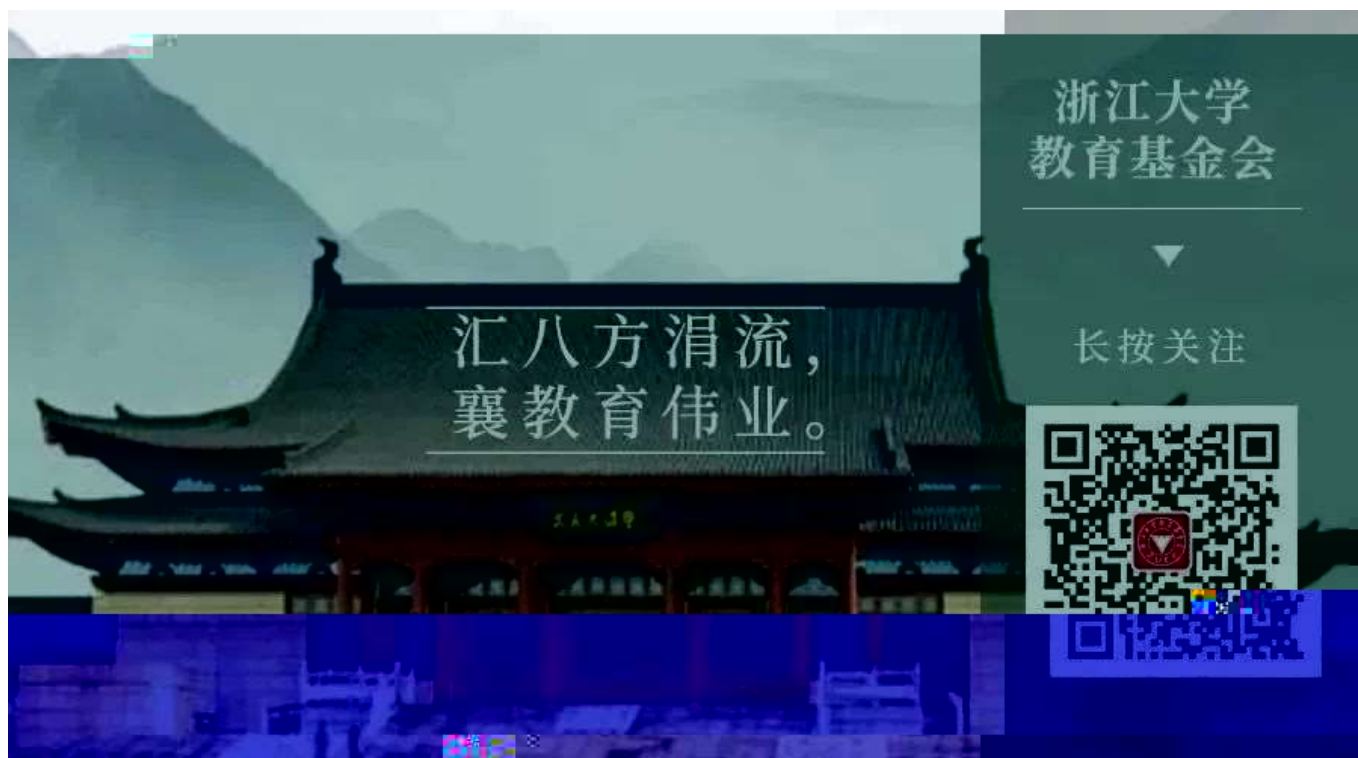 汇八方涓流，
襄教育伟业。
浙江大学
教育基金会
长按关注